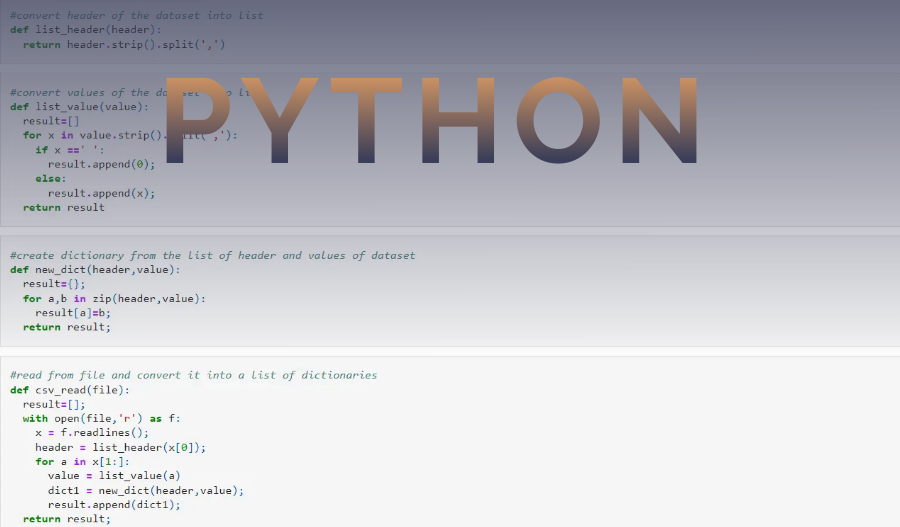 #convert header of the dataset into list
def list_header(header):
return header.strip().split(',')
PYTHON
#convert values of the
def list_value(value):
result=[]
for x in value.strip().
if x ==' ':
result.append(0);
else:
result.append(x);
return result
#create dictionary from the list of header and values of dataset
def new_dict(header,value):
result={};
for a,b in zip(header,value):
result[a]=b;
return result;
#read from file and convert it into a list of dictionaries
def csv_read(file):
result=[];
with open(file,'r') as f:
x = f.readlines();
header = list_header(x[0]);
for a in x[1:]:
value = list_value(a)
dict1 = new_dict(header,value);
result.append(dict1);
return result;